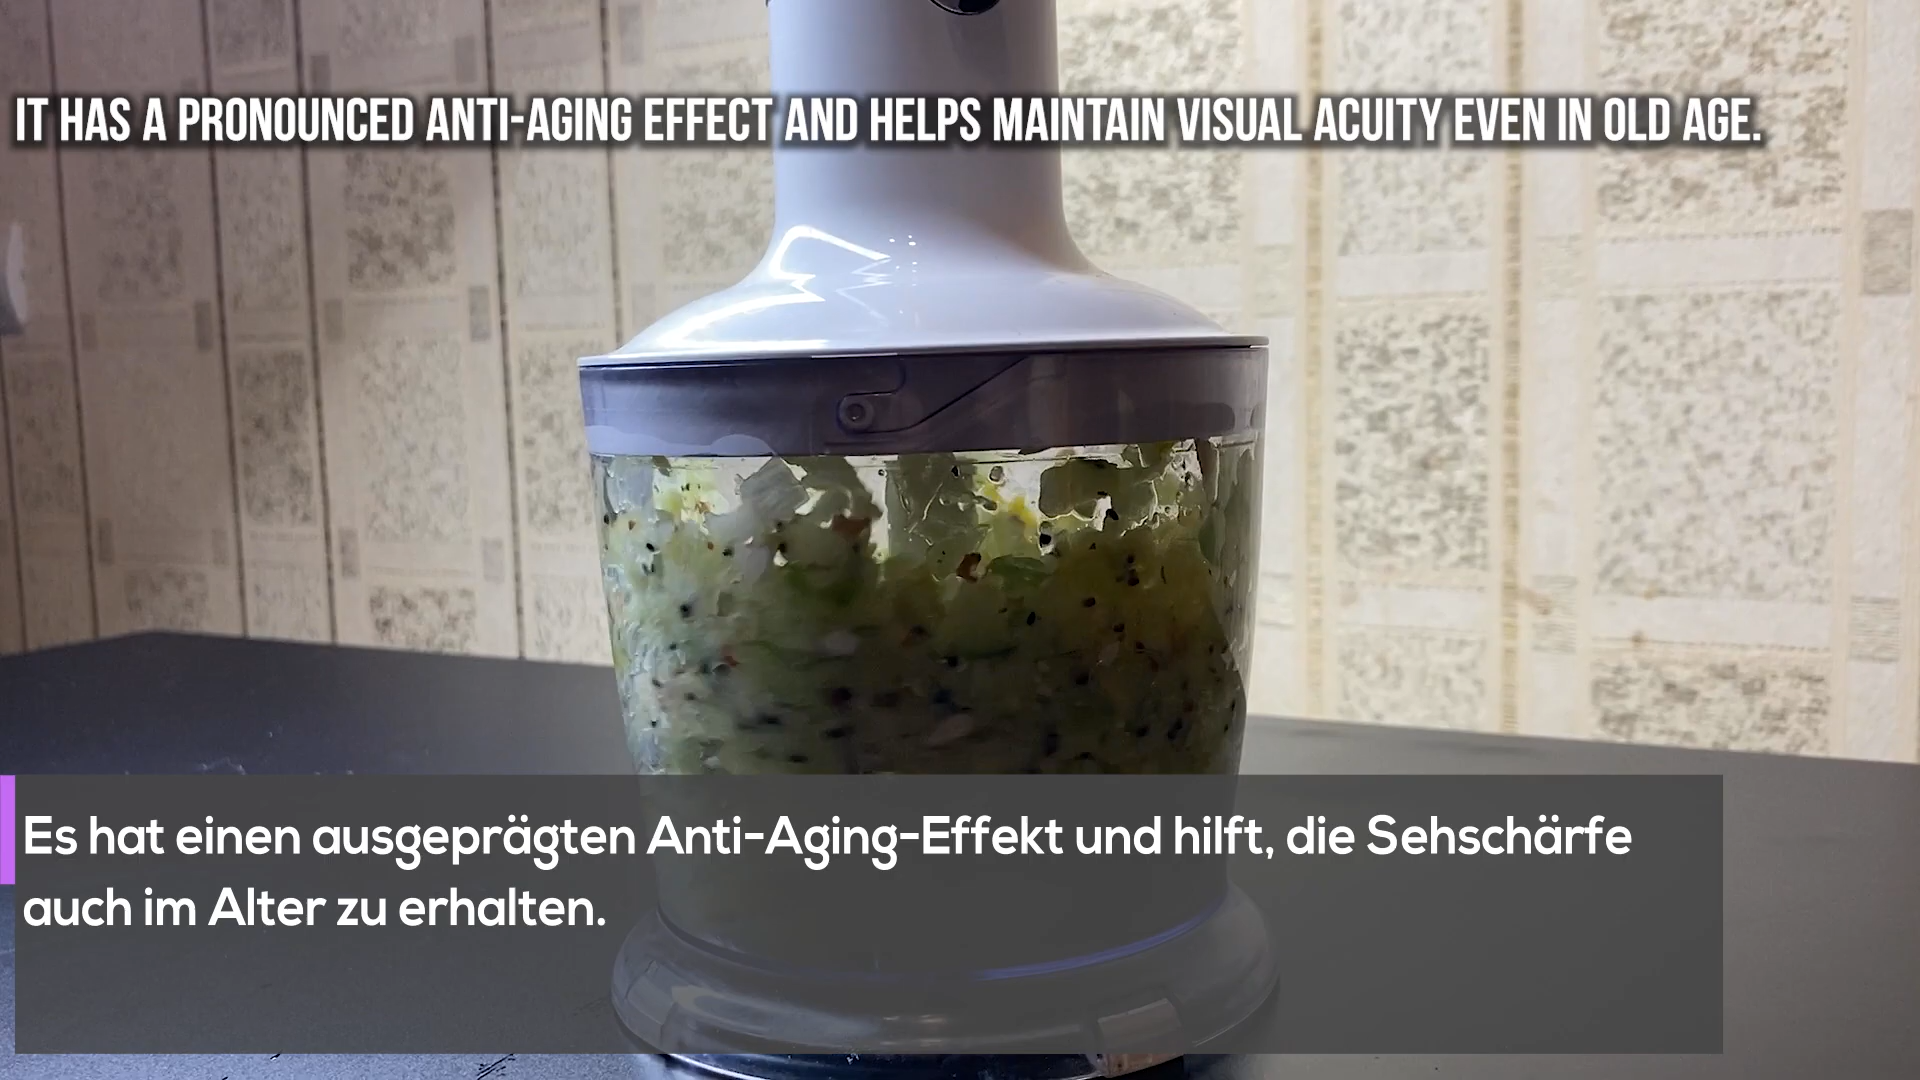 IT HAS A PRONOUNCED ANTI-AGING EFFECT AND HELPS MAINTAIN VISUAL ACUITY EVEN IN OLD AGE.
Es hat einen ausgeprägten Anti-Aging-Effekt und hilft, die Sehschärfe
auch im Alter zu erhalten.